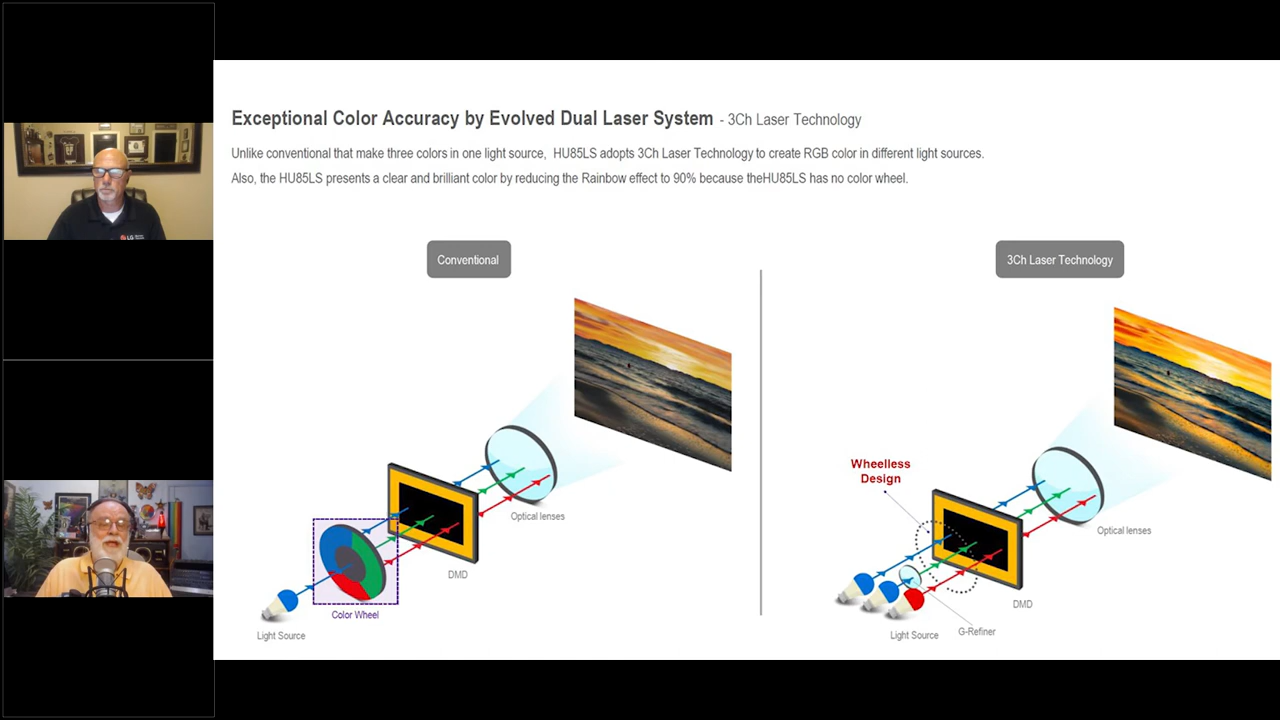 Exceptional Color Accuracy by Evolved Dual Laser System - 3Ch Laser Technology
Unlike conventional that make three colors in one light source, HU85LS adopts 3Ch Laser Technology to create RGB color in different light sources.
Also, the HU85LS presents a clear and brilliant color by reducing the Rainbow effect to 90% because theHU85LS has no color wheel.
Conventional
3Ch Laser Technology
Wheelless
Design
Optical lenses
Optical lenses
DMD
DMD
Color Wheel
Light Source
Light Source
G-Refiner
LG